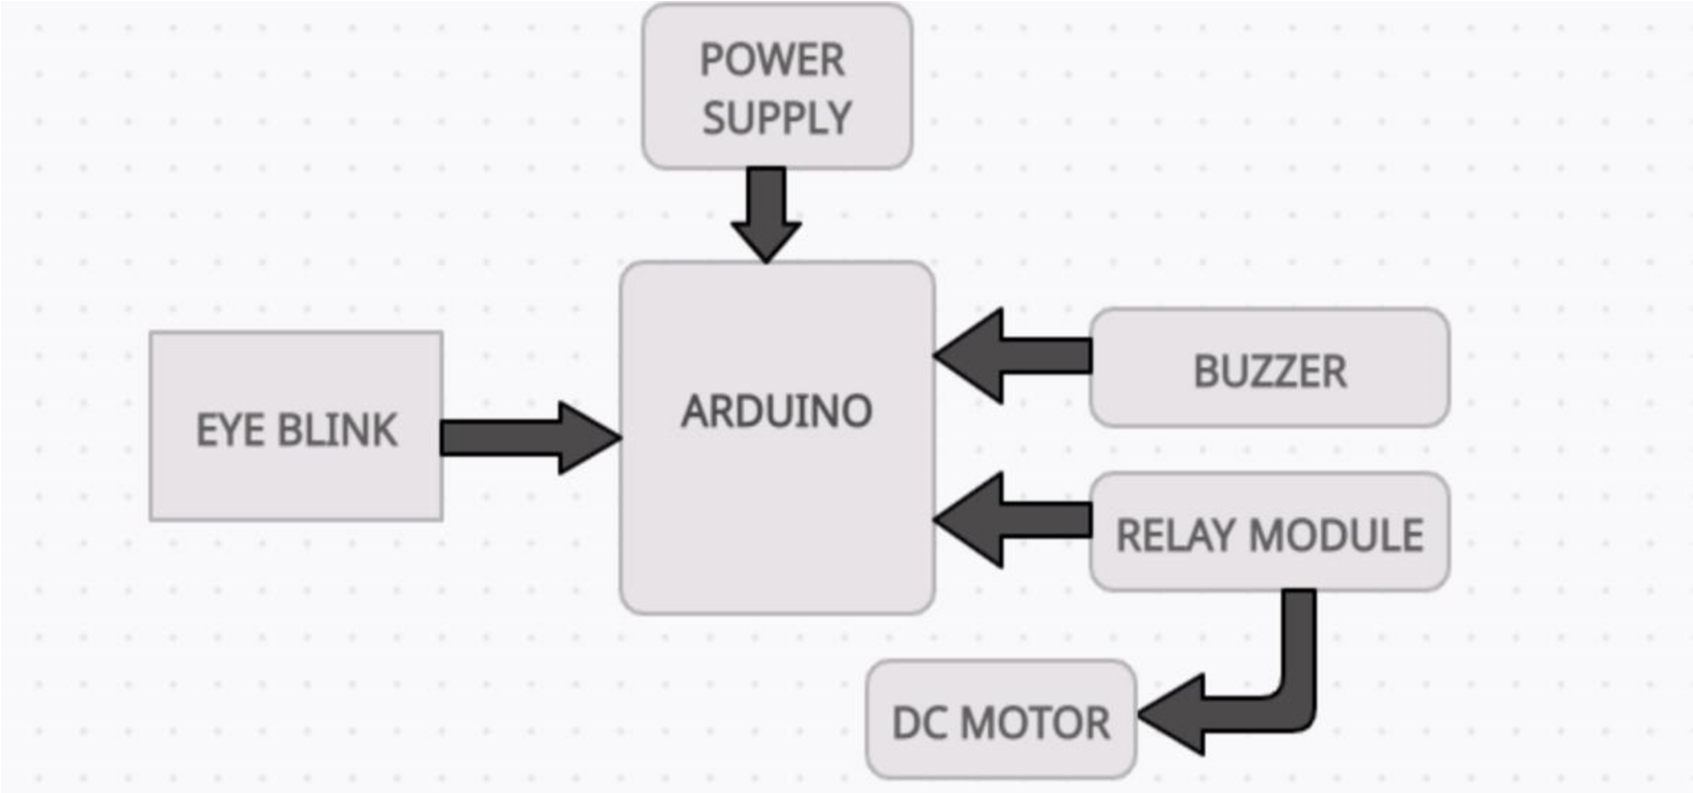 POWER
SUPPLY
EYE BLINK
ARDUINO
BUZZER
RELAY MODULE
DC MOTOR